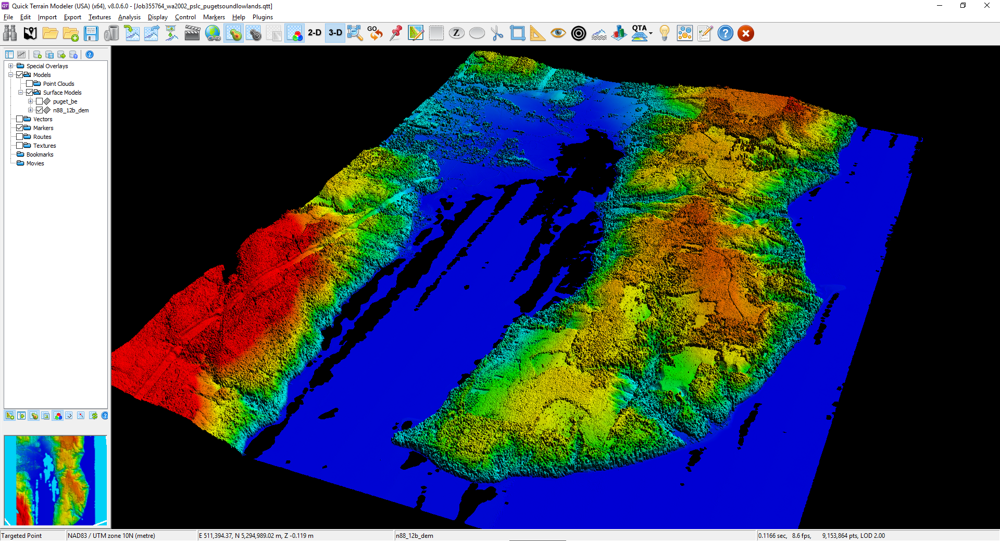 QT Quick Terrain Modeler (USA) (x64), v8.0.6.0 - [Job355764_wa2002_pslc_pugetsoundlowlands.qtt]
File Edit Import Export Textures Analysis Display Control Markers Help Plugins
2-D 3-D GO Z QTA ?
Special Overlays
Models
Point Clouds
Surface Models
puget_be
n88_12b_dem
Vectors
Markers
Routes
Textures
Bookmarks
Movies
Targeted Point NAD83 / UTM zone 10N (metre) E 511,394.37, N 5,294,989.02 m, Z -0.119 m n88_12b_dem 0.1166 sec, 8.6 fps, 9,153,864 pts, LOD 2.00